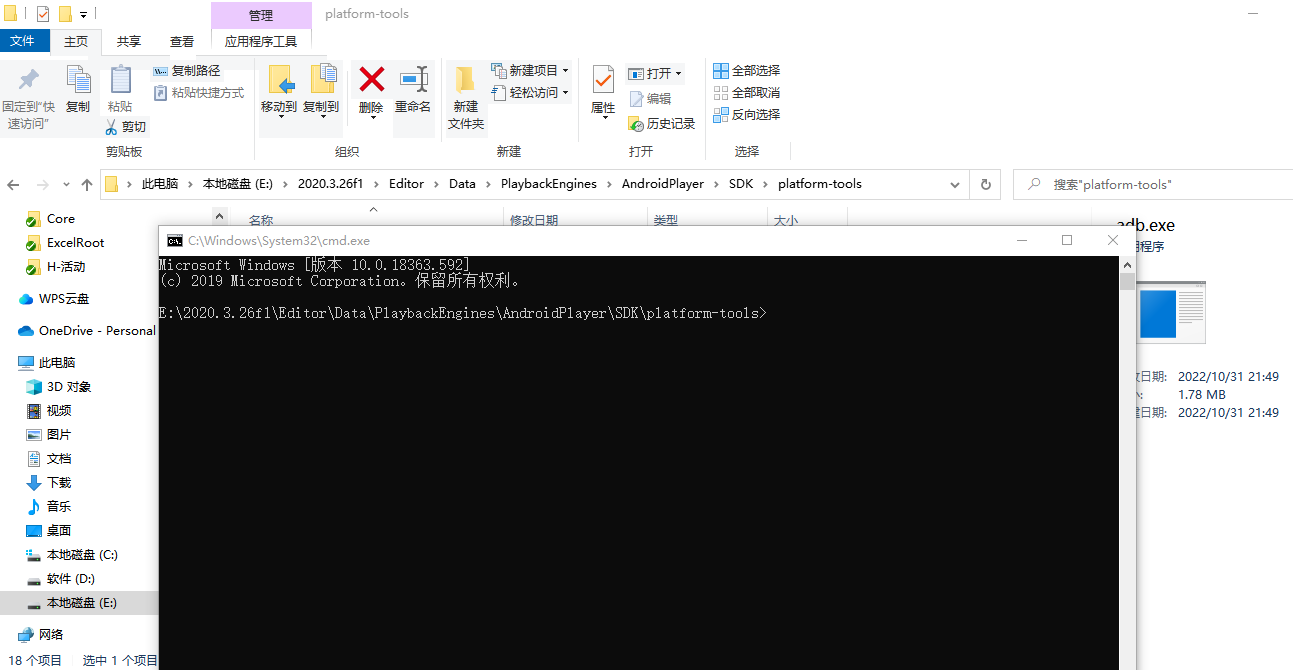 管理
platform-tools
文件
主页
共享
查看
应用程序工具
固定到"快
速访问"
复制
粘贴
复制路径
粘贴快捷方式
剪切
剪贴板
移动到
复制到
删除
重命名
组织
新建
文件夹
新建项目
轻松访问
新建
属性
打开
编辑
历史记录
打开
全部选择
全部取消
反向选择
选择
此电脑 > 本地磁盘 (E:) > 2020.3.26f1 > Editor > Data > PlaybackEngines > AndroidPlayer > SDK > platform-tools
搜索"platform-tools"
名称
修改日期
类型
大小
Core
ExcelRoot
H-活动
WPS云盘
OneDrive - Personal
此电脑
3D 对象
视频
图片
文档
下载
音乐
桌面
本地磁盘 (C:)
软件 (D:)
本地磁盘 (E:)
网络
18 个项目
选中 1 个项目
C:\Windows\System32\cmd.exe
Microsoft Windows [版本 10.0.18363.592]
(c) 2019 Microsoft Corporation。保留所有权利。
E:\2020.3.26f1\Editor\Data\PlaybackEngines\AndroidPlayer\SDK\platform-tools>
adb.exe
程序
日期: 2022/10/31 21:49
1.78 MB
日期: 2022/10/31 21:49